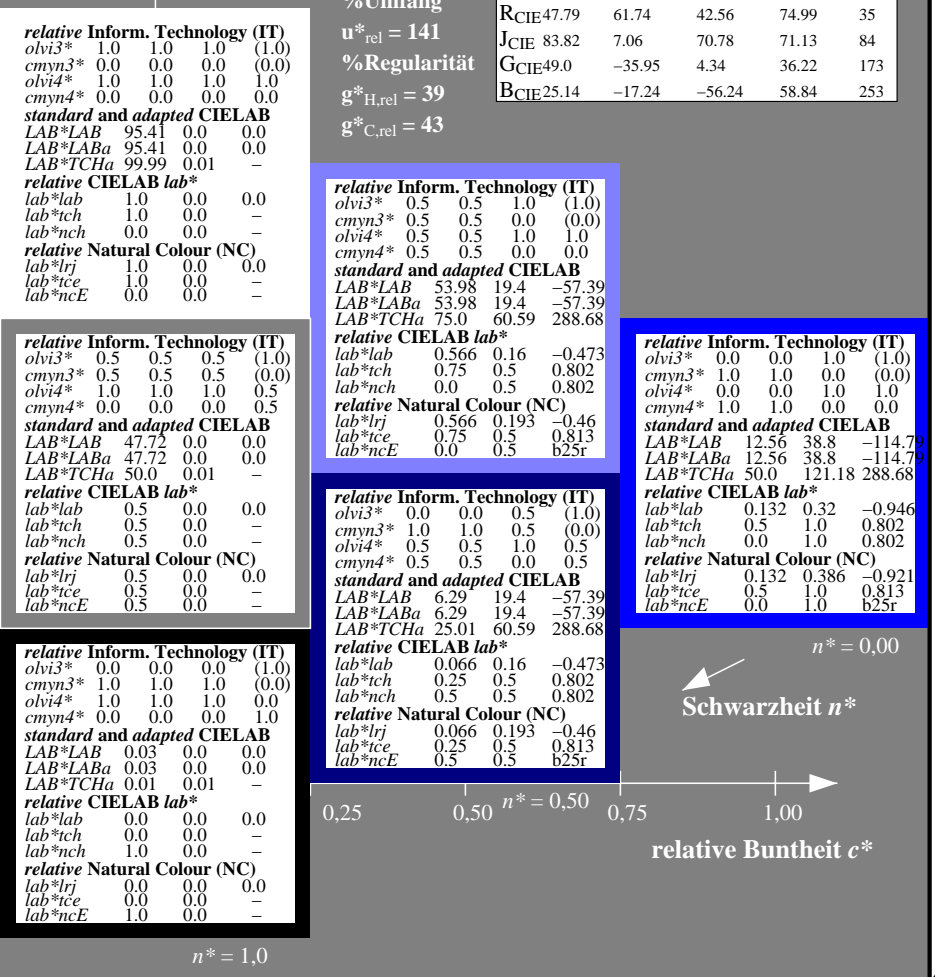 %Umfang
u*rel = 141
%Regularität
g*H,rel = 39
g*C,rel = 43
RCIE 47.79 61.74 42.56 74.99 35
JCIE 83.82 7.06 70.78 71.13 84
GCIE 49.0 −35.95 4.34 36.22 173
BCIE 25.14 −17.24 −56.24 58.84 253
relative Inform. Technology (IT)
olvi3* 1.0 1.0 1.0 (1.0)
cmyn3* 0.0 0.0 0.0 (0.0)
olvi4* 1.0 1.0 1.0 1.0
cmyn4* 0.0 0.0 0.0 0.0
standard and adapted CIELAB
LAB*LAB 95.41 0.0 0.0
LAB*LABa 95.41 0.0 0.0
LAB*TCHa 99.99 0.01 –
relative CIELAB lab*
lab*lab 1.0 0.0 0.0
lab*tch 1.0 0.0 –
lab*nch 0.0 0.0 –
relative Natural Colour (NC)
lab*lrj 1.0 0.0 0.0
lab*tce 1.0 0.0 –
lab*ncE 0.0 0.0 –
relative Inform. Technology (IT)
olvi3* 0.5 0.5 1.0 (1.0)
cmyn3* 0.5 0.5 0.0 (0.0)
olvi4* 0.5 0.5 1.0 1.0
cmyn4* 0.5 0.5 0.0 0.0
standard and adapted CIELAB
LAB*LAB 53.98 19.4 −57.39
LAB*LABa 53.98 19.4 −57.39
LAB*TCHa 75.0 60.59 288.68
relative CIELAB lab*
lab*lab 0.566 0.16 −0.473
lab*tch 0.75 0.5 0.802
lab*nch 0.0 0.5 0.802
relative Natural Colour (NC)
lab*lrj 0.566 0.193 −0.46
lab*tce 0.75 0.5 0.813
lab*ncE 0.0 0.5 b25r
relative Inform. Technology (IT)
olvi3* 0.5 0.5 0.5 (1.0)
cmyn3* 0.5 0.5 0.5 (0.0)
olvi4* 1.0 1.0 1.0 0.5
cmyn4* 0.0 0.0 0.0 0.5
standard and adapted CIELAB
LAB*LAB 47.72 0.0 0.0
LAB*LABa 47.72 0.0 0.0
LAB*TCHa 50.0 0.01 –
relative CIELAB lab*
lab*lab 0.5 0.0 0.0
lab*tch 0.5 0.0 –
lab*nch 0.5 0.0 –
relative Natural Colour (NC)
lab*lrj 0.5 0.0 0.0
lab*tce 0.5 0.0 –
lab*ncE 0.5 0.0 –
relative Inform. Technology (IT)
olvi3* 0.0 0.0 1.0 (1.0)
cmyn3* 1.0 1.0 0.0 (0.0)
olvi4* 0.0 0.0 1.0 1.0
cmyn4* 1.0 1.0 0.0 0.0
standard and adapted CIELAB
LAB*LAB 12.56 38.8 −114.79
LAB*LABa 12.56 38.8 −114.79
LAB*TCHa 50.0 121.18 288.68
relative CIELAB lab*
lab*lab 0.132 0.32 −0.946
lab*tch 0.5 1.0 0.802
lab*nch 0.0 1.0 0.802
relative Natural Colour (NC)
lab*lrj 0.132 0.386 −0.921
lab*tce 0.5 1.0 0.813
lab*ncE 0.0 1.0 b25r
relative Inform. Technology (IT)
olvi3* 0.0 0.0 0.5 (1.0)
cmyn3* 1.0 1.0 0.5 (0.0)
olvi4* 0.5 0.5 1.0 0.5
cmyn4* 0.5 0.5 0.0 0.5
standard and adapted CIELAB
LAB*LAB 6.29 19.4 −57.39
LAB*LABa 6.29 19.4 −57.39
LAB*TCHa 25.01 60.59 288.68
relative CIELAB lab*
lab*lab 0.066 0.16 −0.473
lab*tch 0.25 0.5 0.802
lab*nch 0.5 0.5 0.802
relative Natural Colour (NC)
lab*lrj 0.066 0.193 −0.46
lab*tce 0.25 0.5 0.813
lab*ncE 0.5 0.5 b25r
relative Inform. Technology (IT)
olvi3* 0.0 0.0 0.0 (1.0)
cmyn3* 1.0 1.0 1.0 (0.0)
olvi4* 1.0 1.0 1.0 0.0
cmyn4* 0.0 0.0 0.0 1.0
standard and adapted CIELAB
LAB*LAB 0.03 0.0 0.0
LAB*LABa 0.03 0.0 0.0
LAB*TCHa 0.01 0.01 –
relative CIELAB lab*
lab*lab 0.0 0.0 0.0
lab*tch 0.0 0.0 –
lab*nch 1.0 0.0 –
relative Natural Colour (NC)
lab*lrj 0.0 0.0 0.0
lab*tce 0.0 0.0 –
lab*ncE 1.0 0.0 –
n* = 0,00
Schwarzheit n*
0,25 0,50 n* = 0,50 0,75 1,00
relative Buntheit c*
n* = 1,0